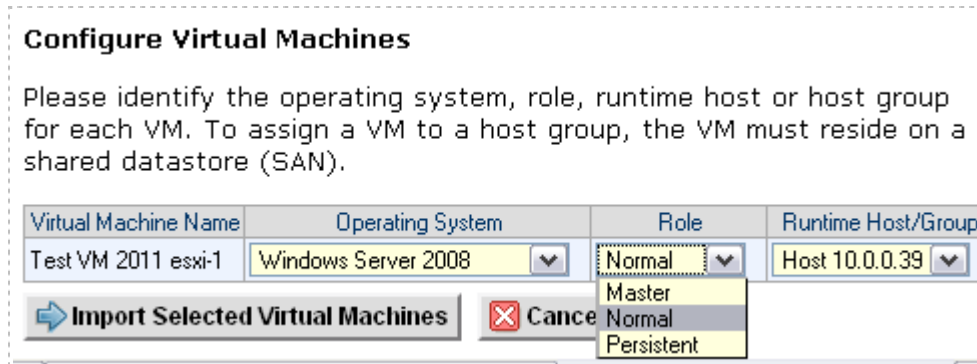 Configure Virtual Machines
Please identify the operating system, role, runtime host or host group
for each VM. To assign a VM to a host group, the VM must reside on a
shared datastore (SAN).
Virtual Machine Name Operating System Role Runtime Host/Group
Test VM 2011 esxi-1 Windows Server 2008 Normal Host 10.0.0.39
Master
Import Selected Virtual Machines Cance Normal
Persistent